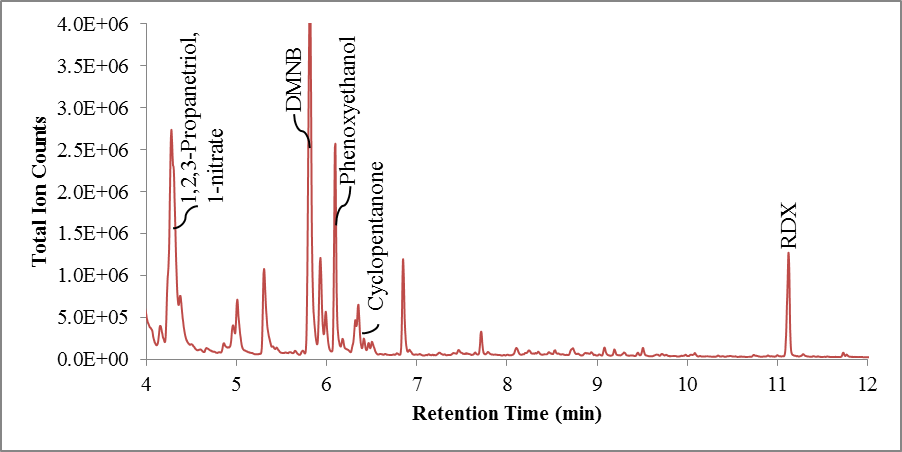 4.0E+06
3.5E+06
3.0E+06
2.5E+06
2.0E+06
1.5E+06
1.0E+06
5.0E+05
0.0E+00
Total Ion Counts
1,2,3-Propanetriol,
1-nitrate
DMNB
Phenoxyethanol
Cyclopentanone
RDX
4 5 6 7 8 9 10 11 12
Retention Time (min)